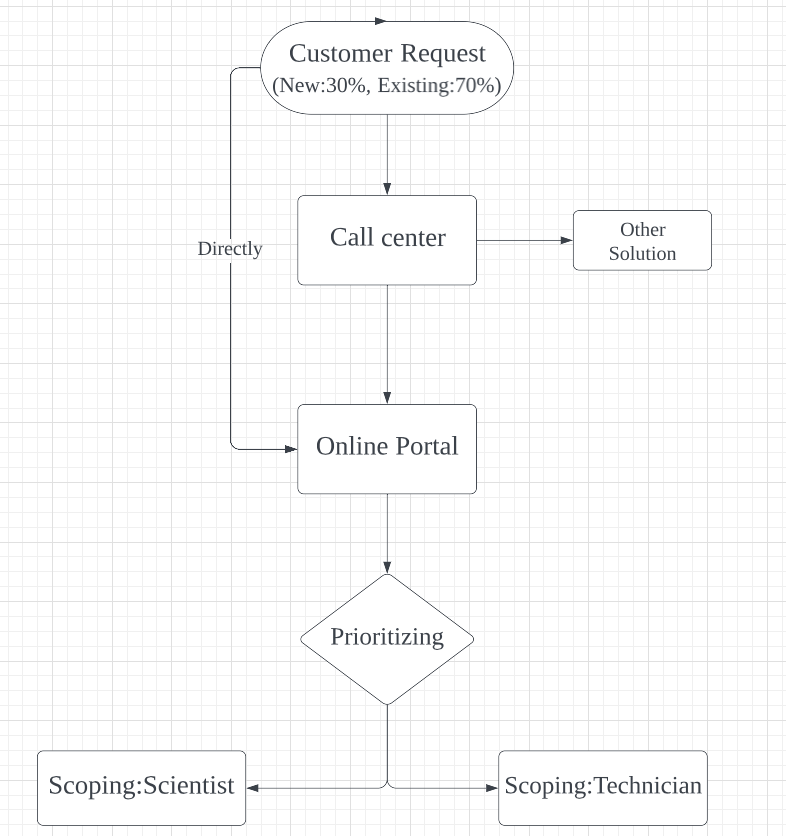 Customer Request
(New:30%, Existing:70%)
Call center
Other
Solution
Directly
Online Portal
Prioritizing
Scoping:Scientist
Scoping:Technician